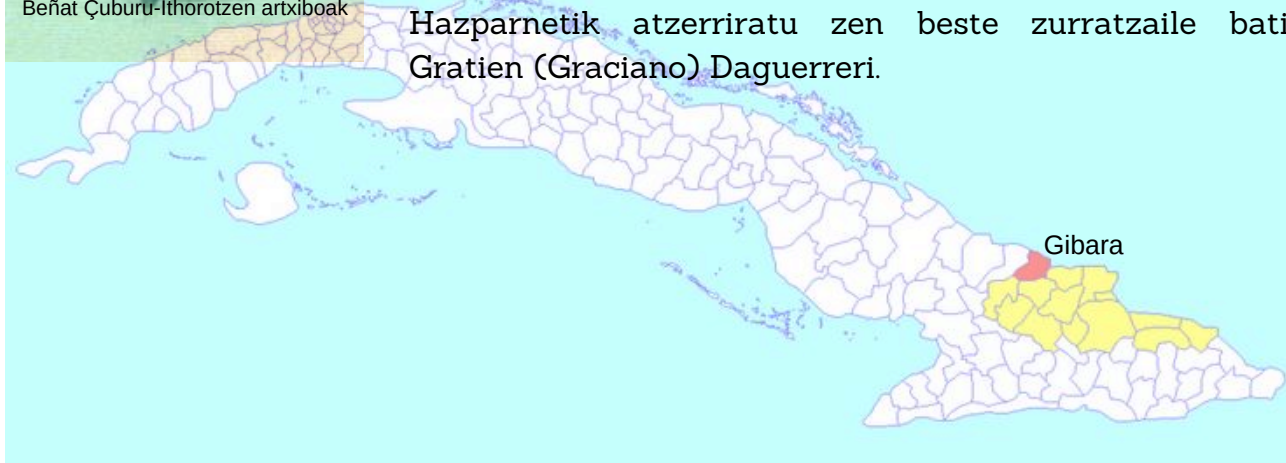 Beñat Çuburu-Ithorotzen artxiboak
Hazparnetik atzerriratu zen beste zurratzaile bati
Gratien (Graciano) Daguerreri.
Gibara